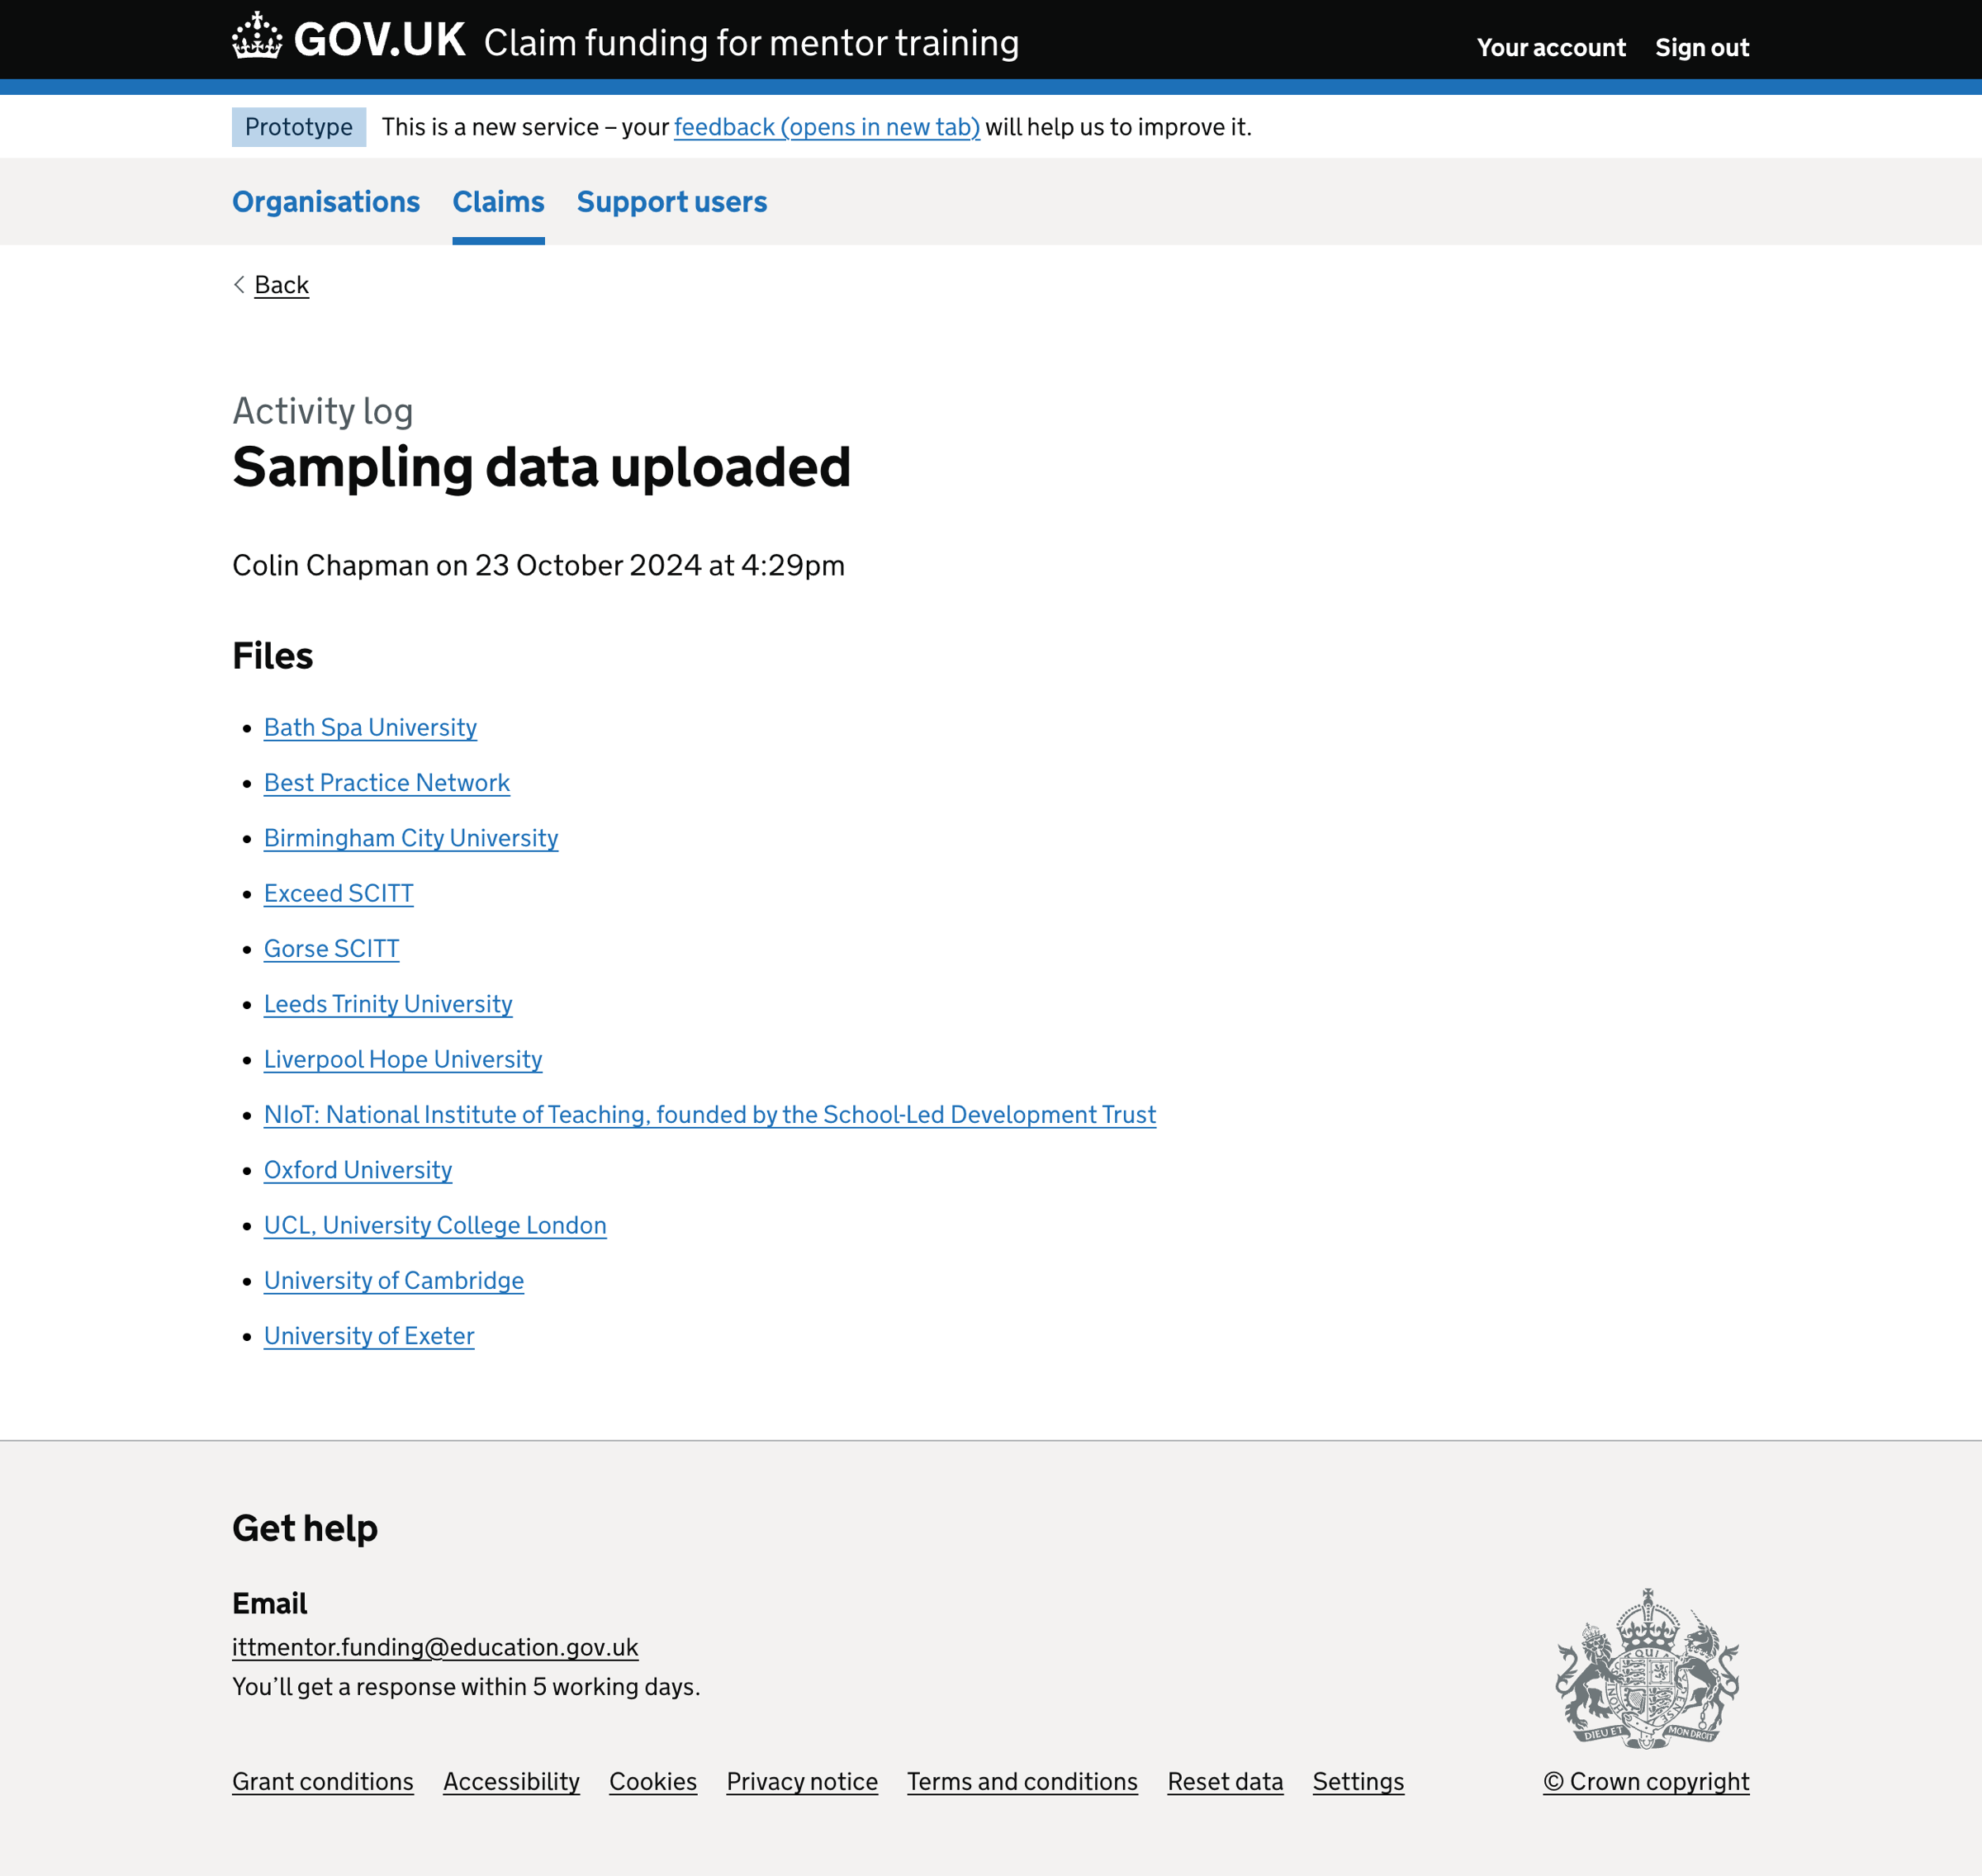 GOV.UK Claim funding for mentor training
Your account Sign out
Prototype This is a new service – your feedback (opens in new tab) will help us to improve it.
Organisations Claims Support users
Back
Activity log
Sampling data uploaded
Colin Chapman on 23 October 2024 at 4:29pm
Files
• Bath Spa University
• Best Practice Network
• Birmingham City University
• Exceed SCITT
• Gorse SCITT
• Leeds Trinity University
• Liverpool Hope University
• NIoT: National Institute of Teaching, founded by the School-Led Development Trust
• Oxford University
• UCL, University College London
• University of Cambridge
• University of Exeter
Get help
Email
ittmentor.funding@education.gov.uk
You’ll get a response within 5 working days.
DIEU ET MON DROIT
Grant conditions Accessibility Cookies Privacy notice Terms and conditions Reset data Settings
© Crown copyright